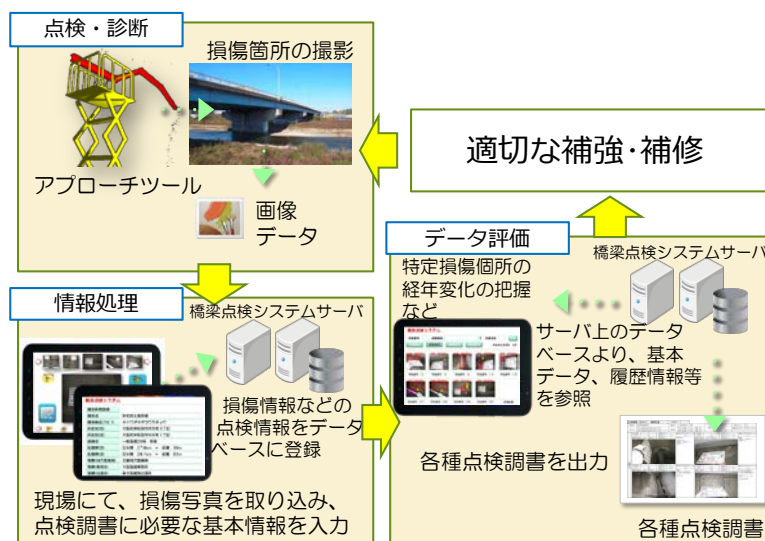 点検・診断
損傷箇所の撮影
アプローチツール
画像
データ
適切な補強・補修
情報処理
橋梁点検システムサーバ
損傷情報などの
点検情報をデータ
ベースに登録
現場にて、損傷写真を取り込み、
点検調書に必要な基本情報を入力
データ評価
橋梁点検システムサーバ
特定損傷個所の
経年変化の把握
など
サーバ上のデータ
ベースより、基本
データ、履歴情報等
を参照
各種点検調書を出力
各種点検調書